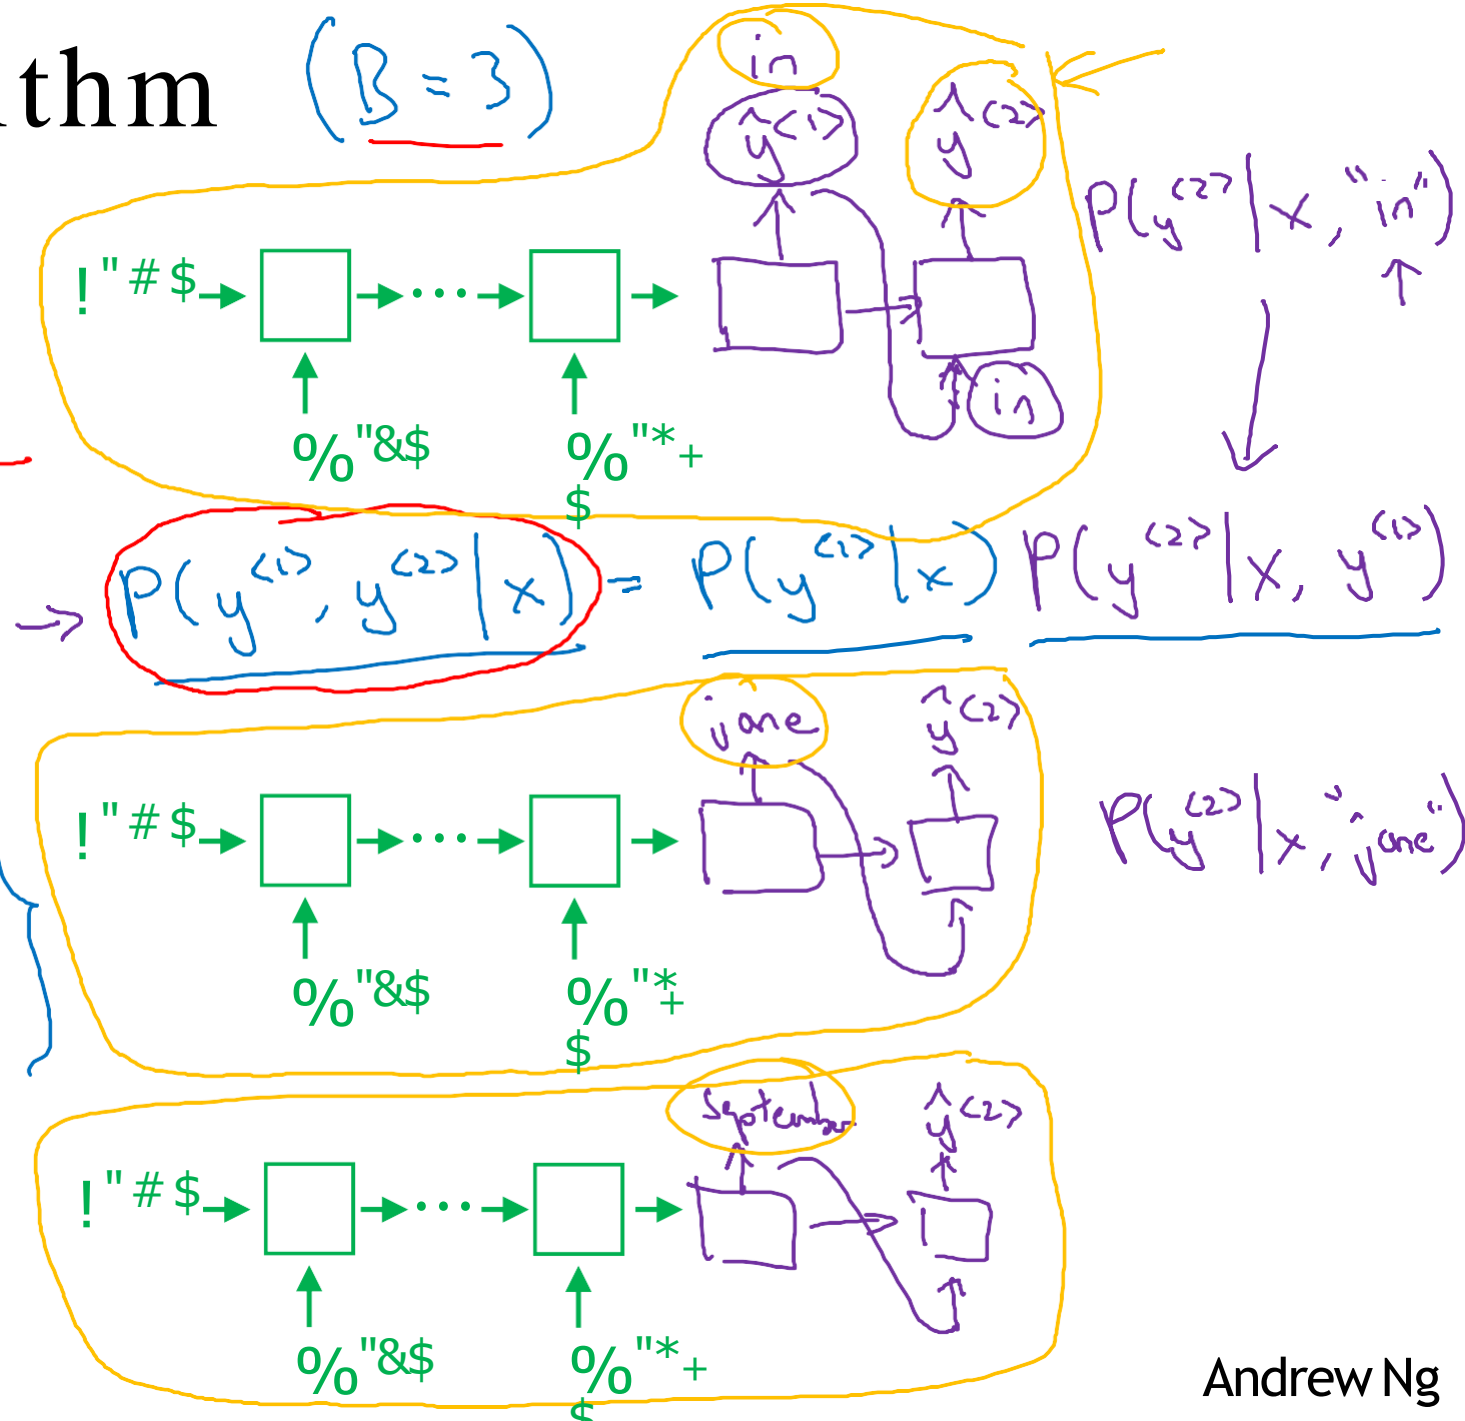 ithm (B = 3)
in
ŷ<1> ŷ<2>
P(y<2> | x, "in")
!"#$ ...
in
%"&$ %"*+$
P(y<1>, y<2> | x) = P(y<1> | x) P(y<2> | x, y<1>)
jane ŷ<2>
!"#$ ...
P(y<2> | x, "jane")
%"&$ %"*+$
september ŷ<2>
!"#$ ...
%"&$ %"*+$
Andrew Ng